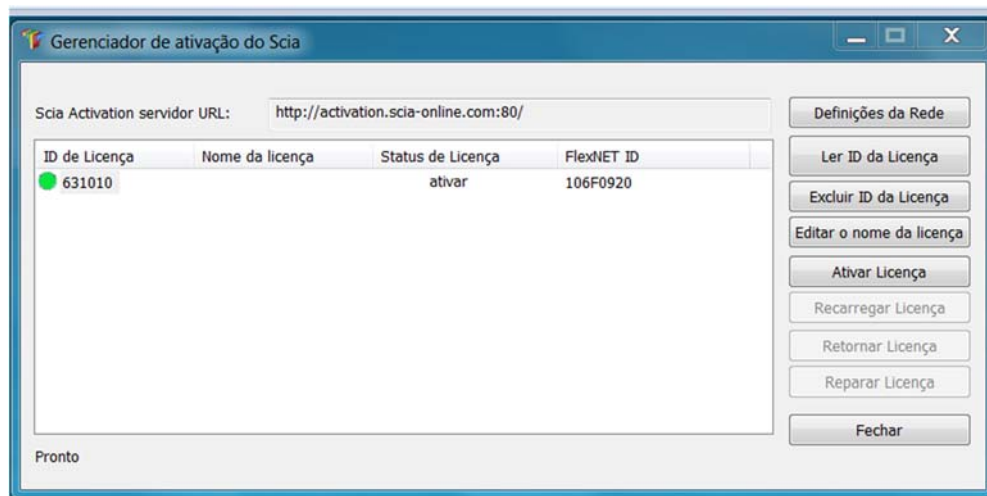 Gerenciador de ativação do Scia
Scia Activation servidor URL: http://activation.scia-online.com:80/
Definições da Rede
ID de Licença Nome da licença Status de Licença FlexNET ID
631010 ativar 106F0920
Ler ID da Licença
Excluir ID da Licença
Editar o nome da licença
Ativar Licença
Recarregar Licença
Retornar Licença
Reparar Licença
Fechar
Pronto